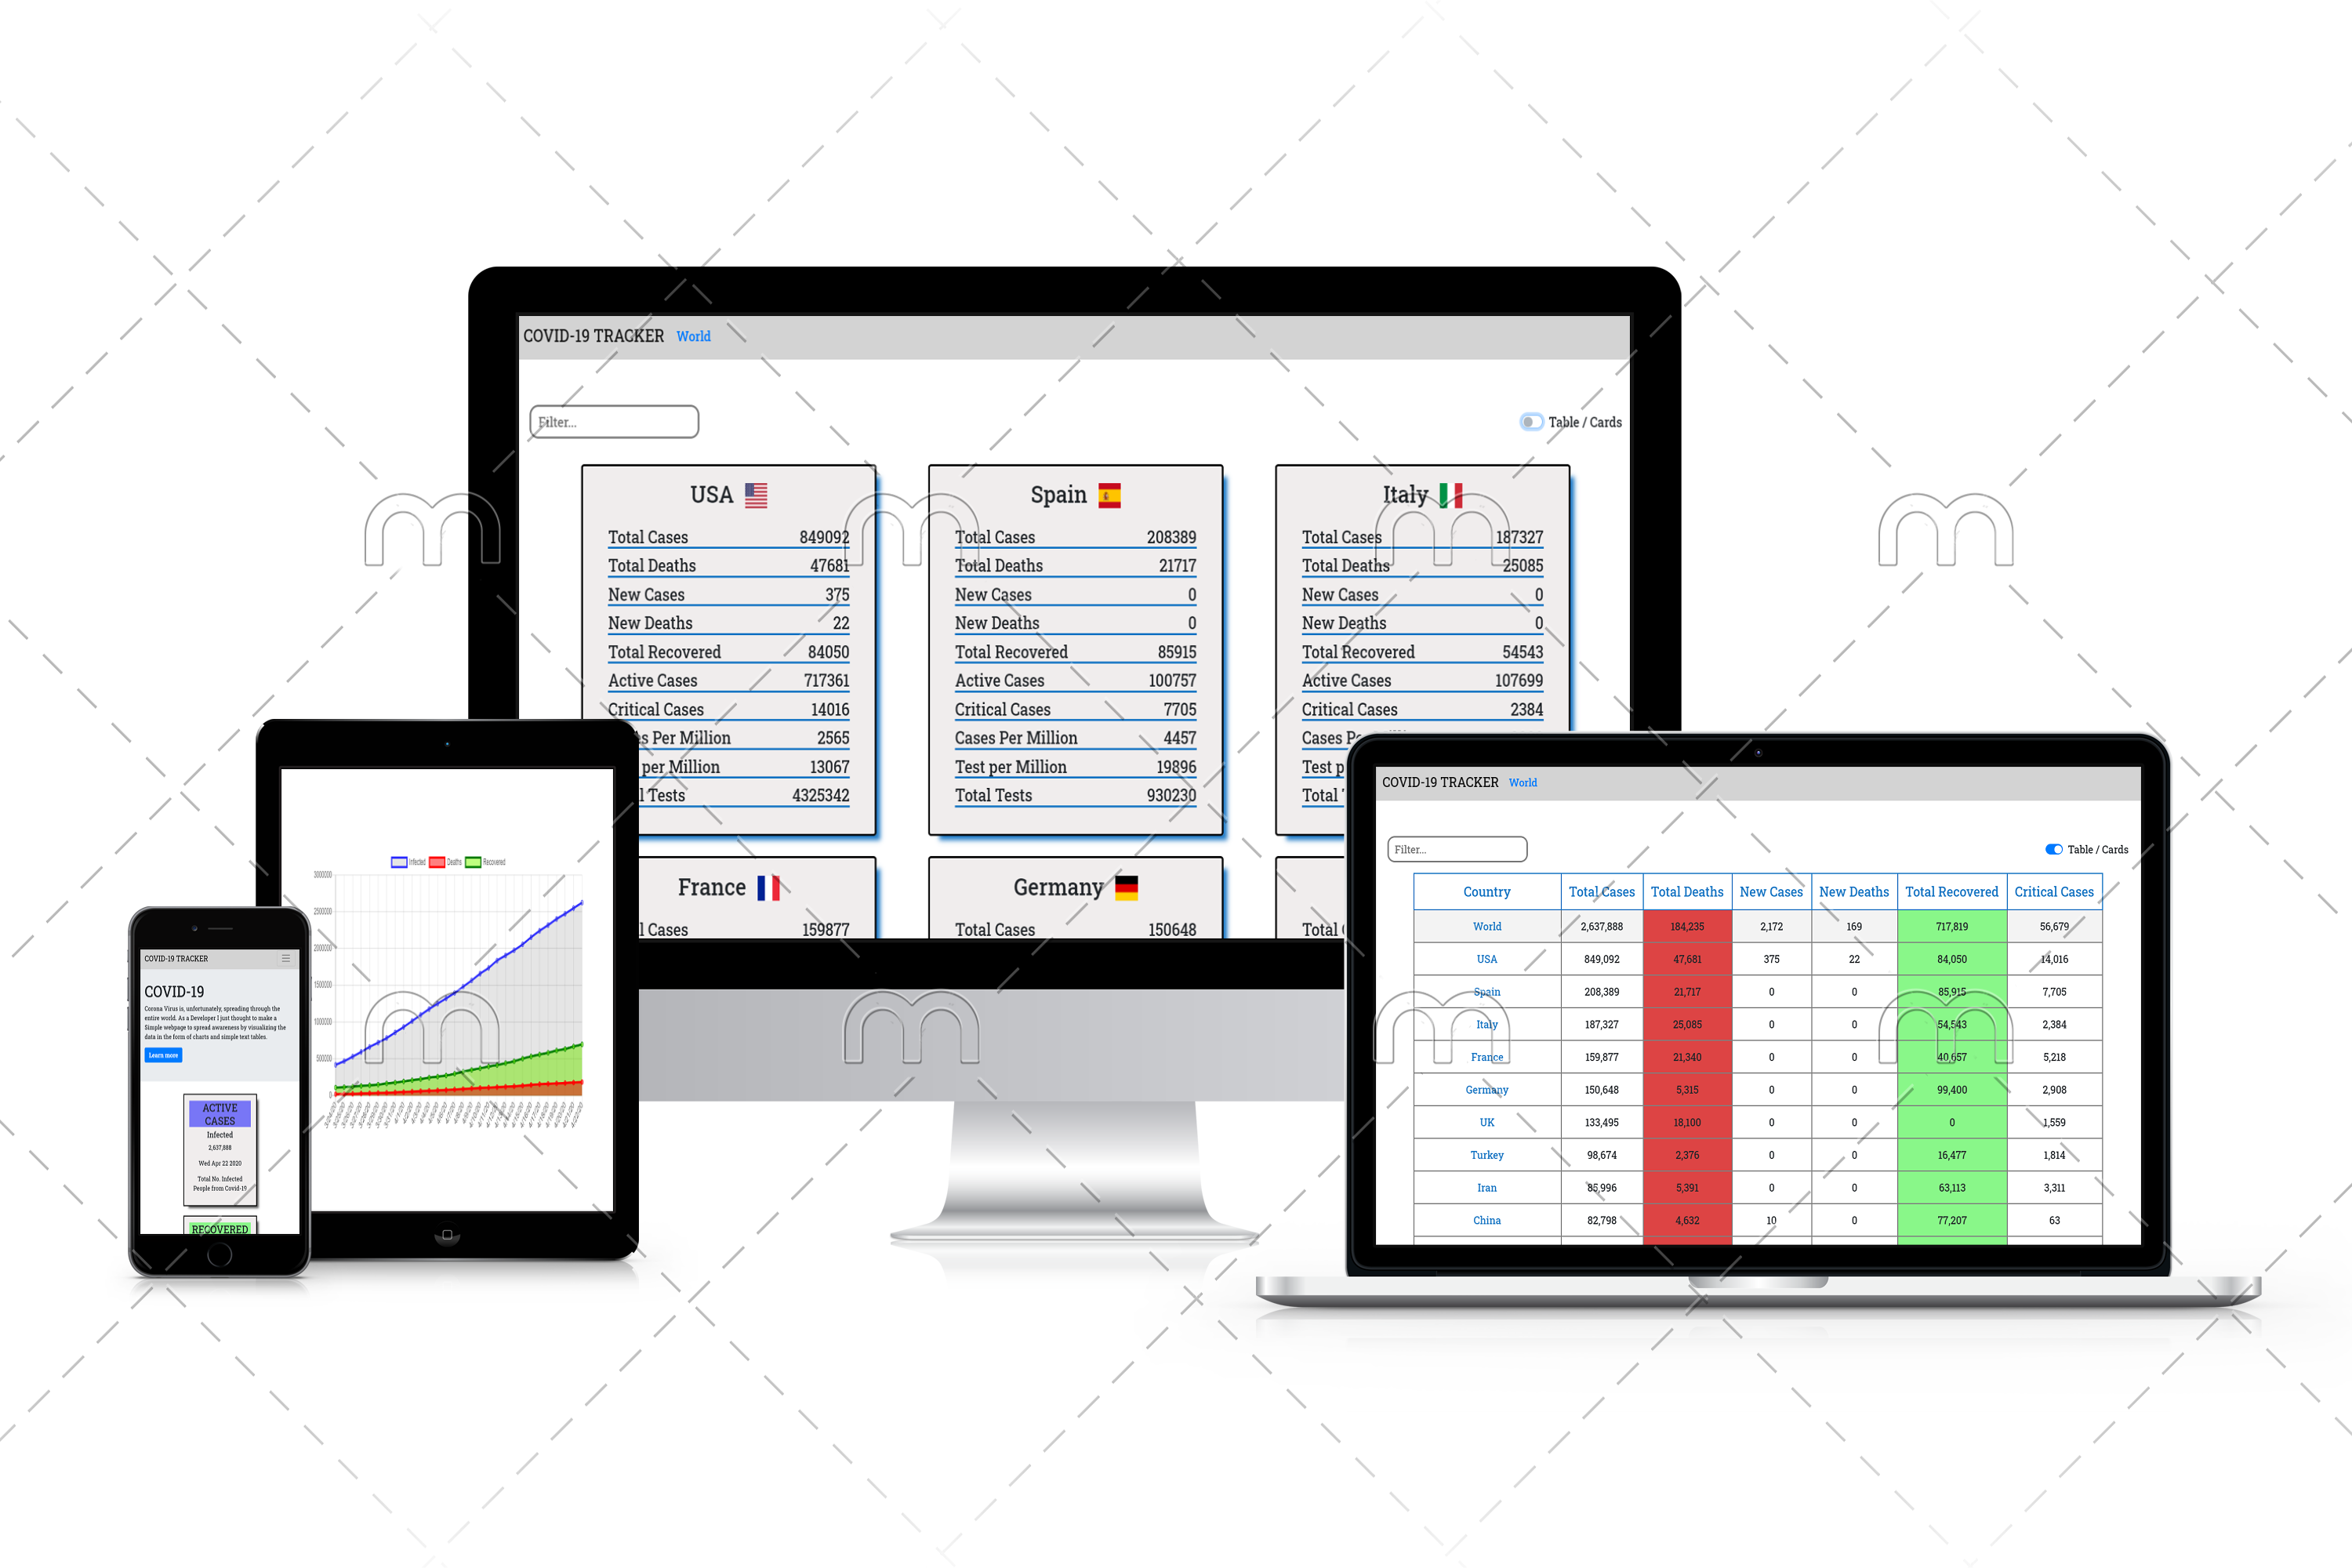 COVID-19 TRACKER World
Filter...
Table / Cards
USA
Total Cases 849092
Total Deaths 47681
New Cases 375
New Deaths 22
Total Recovered 84050
Active Cases 717361
Critical Cases 14016
Per Million 2565
per Million 13067
Tests 4325342
Spain
Total Cases 208389
Total Deaths 21717
New Cases 0
New Deaths 0
Total Recovered 85915
Active Cases 100757
Critical Cases 7705
Cases Per Million 4457
Test per Million 19896
Total Tests 930230
Italy
Total Cases 187327
Total Deaths 25085
New Cases 0
New Deaths 0
Total Recovered 54543
Active Cases 107699
Critical Cases 2384
Cases
Test
Total
France
Cases 159877
Germany
Total Cases 150648
Total
Infected Deaths Recovered
3000000
2500000
2000000
1500000
1000000
500000
0
COVID-19 TRACKER
COVID-19
Corona Virus is, unfortunately, spreading through the
entire world. As a Developer I just thought to make a
Simple webpage to spread awareness by visualizing the
data in the form of charts and simple text tables.
Learn more
ACTIVE
CASES
Infected
2,637,888
Wed Apr 22 2020
Total No. Infected
People from Covid-19
RECOVERED
COVID-19 TRACKER World
Filter...
Table / Cards
Country Total Cases Total Deaths New Cases New Deaths Total Recovered Critical Cases
World 2,637,888 184,235 2,172 169 717,819 56,679
USA 849,092 47,681 375 22 84,050 14,016
Spain 208,389 21,717 0 0 85,915 7,705
Italy 187,327 25,085 0 0 54,543 2,384
France 159,877 21,340 0 0 40,657 5,218
Germany 150,648 5,315 0 0 99,400 2,908
UK 133,495 18,100 0 0 0 1,559
Turkey 98,674 2,376 0 0 16,477 1,814
Iran 85,996 5,391 0 0 63,113 3,311
China 82,798 4,632 10 0 77,207 63